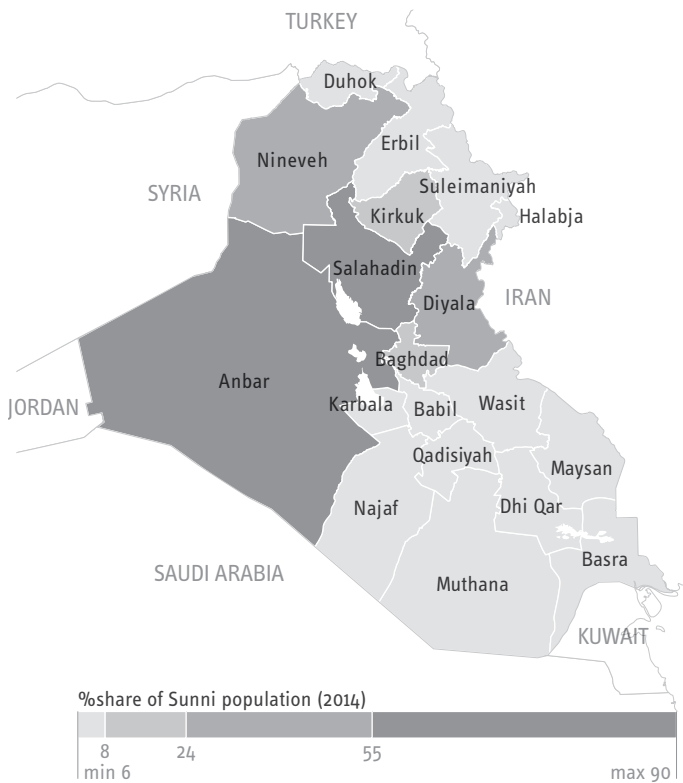 TURKEY
Duhok
Erbil
Nineveh
SYRIA
Suleimaniyah
Kirkuk
Halabja
Salahadin
Diyala
IRAN
Baghdad
Anbar
JORDAN
Karbala
Babil
Wasit
Qadisiyah
Maysan
Najaf
Dhi Qar
Basra
SAUDI ARABIA
Muthana
KUWAIT
%share of Sunni population (2014)
8 24 55
min 6 max 90